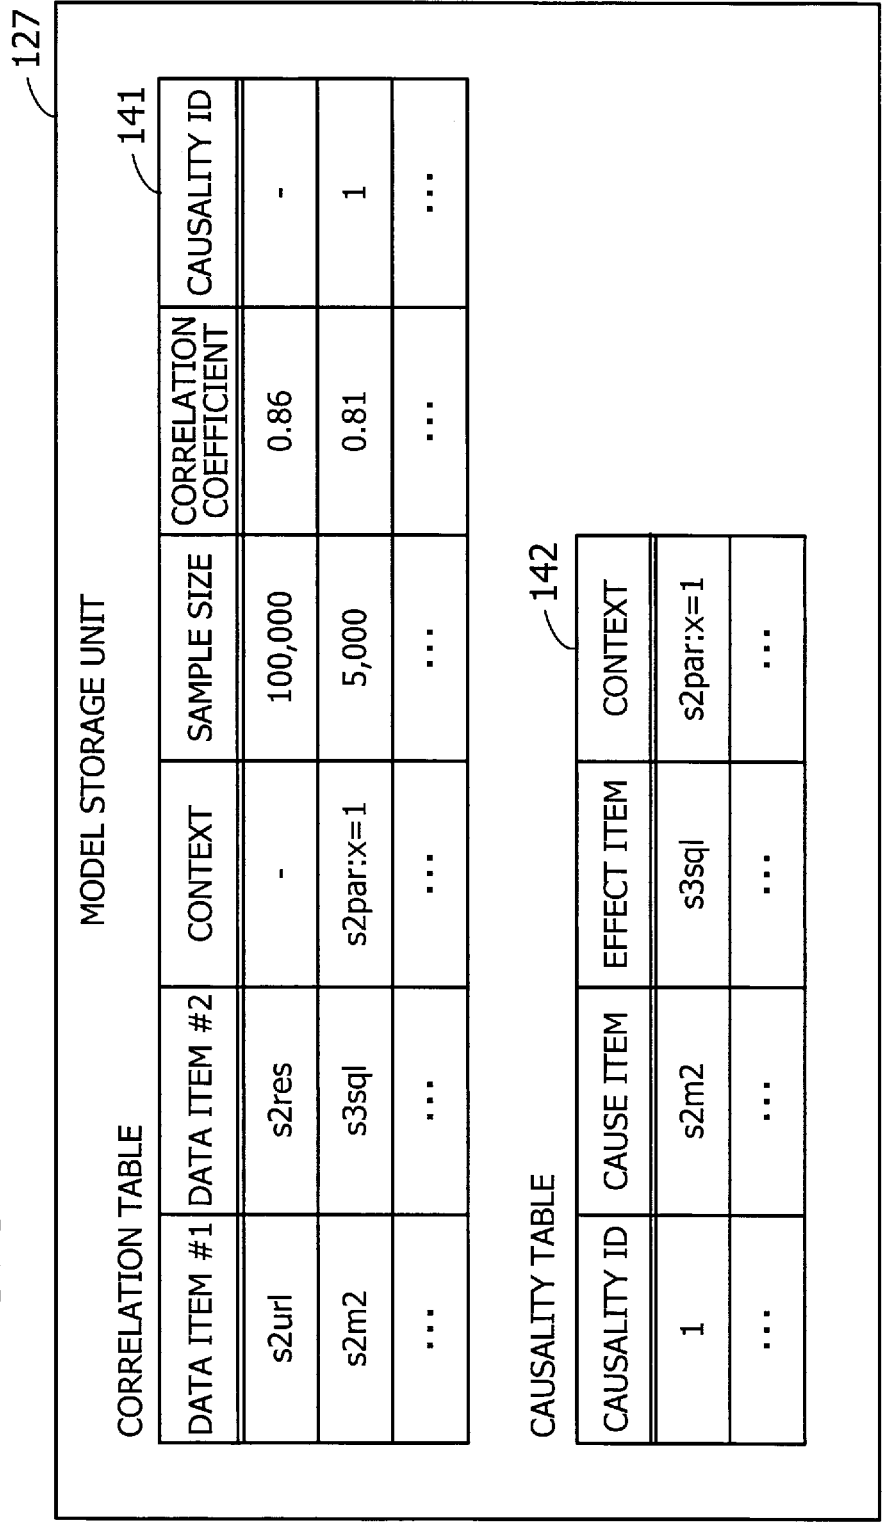 127
MODEL STORAGE UNIT
CORRELATION TABLE
141
DATA ITEM #1 DATA ITEM #2 CONTEXT SAMPLE SIZE CORRELATION COEFFICIENT CAUSALITY ID
s2url s2res - 100,000 0.86 -
s2m2 s3sql s2par:x=1 5,000 0.81 1
... ... ... ... ... ...
CAUSALITY TABLE
142
CAUSALITY ID CAUSE ITEM EFFECT ITEM CONTEXT
1 s2m2 s3sql s2par:x=1
... ... ... ...